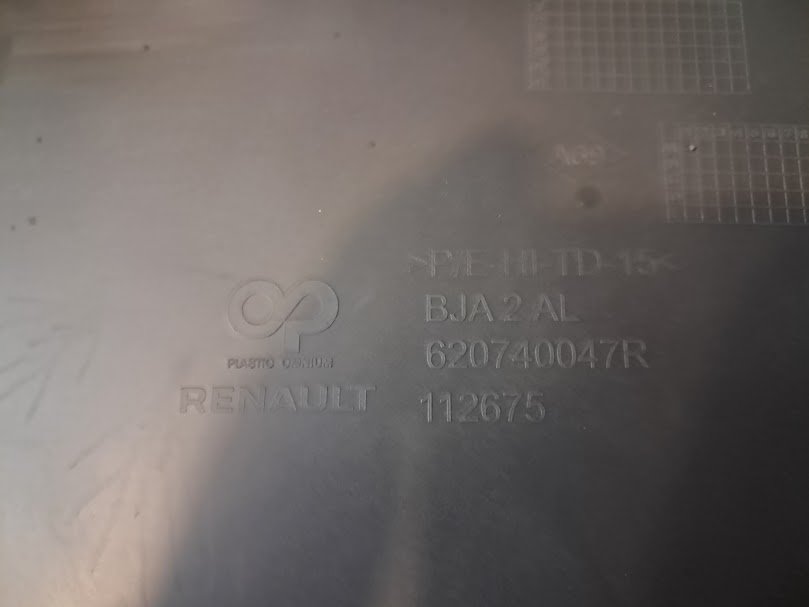 >P/E-HI-TD-15<
BJA 2 AL
620740047R
112675
PLASTIC OMNIUM
RENAULT